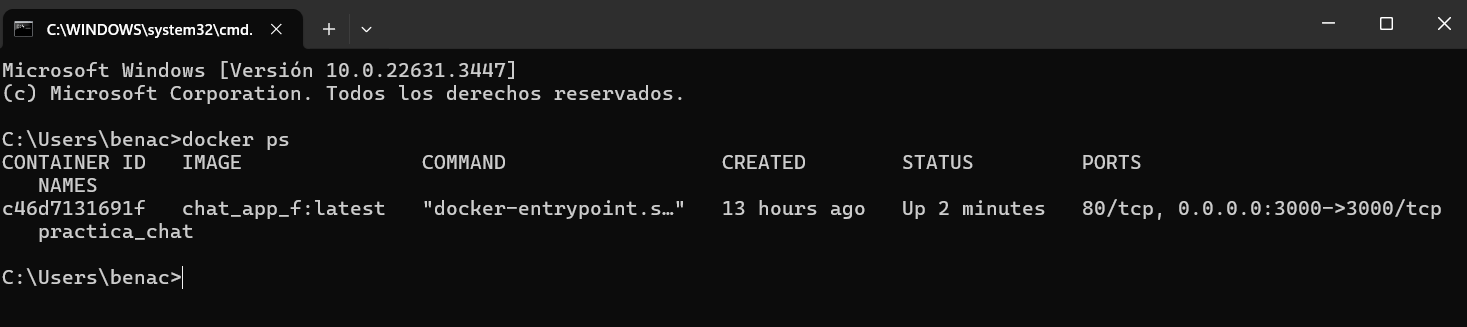 C:\WINDOWS\system32\cmd.
Microsoft Windows [Versión 10.0.22631.3447]
(c) Microsoft Corporation. Todos los derechos reservados.
C:\Users\benac>docker ps
CONTAINER ID   IMAGE               COMMAND                  CREATED        STATUS         PORTS
   NAMES
c46d7131691f   chat_app_f:latest   "docker-entrypoint.s…"   13 hours ago   Up 2 minutes   80/tcp, 0.0.0.0:3000->3000/tcp
   practica_chat
C:\Users\benac>